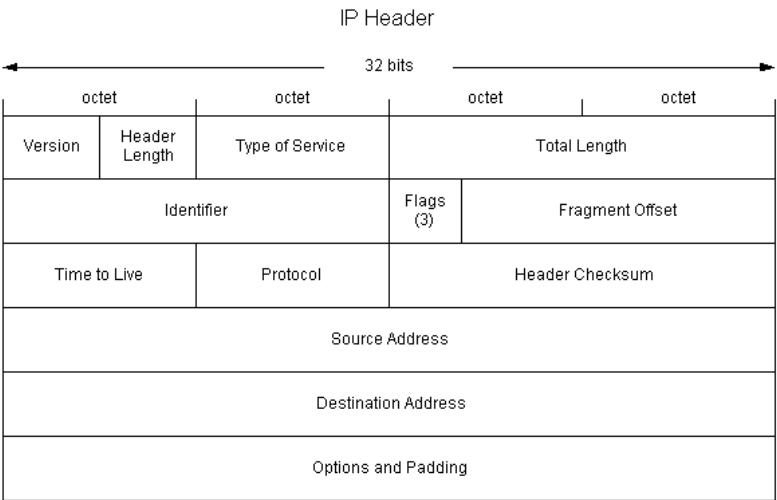 IP Header
32 bits
octet octet octet octet
Version Header Length Type of Service Total Length
Identifier Flags (3) Fragment Offset
Time to Live Protocol Header Checksum
Source Address
Destination Address
Options and Padding